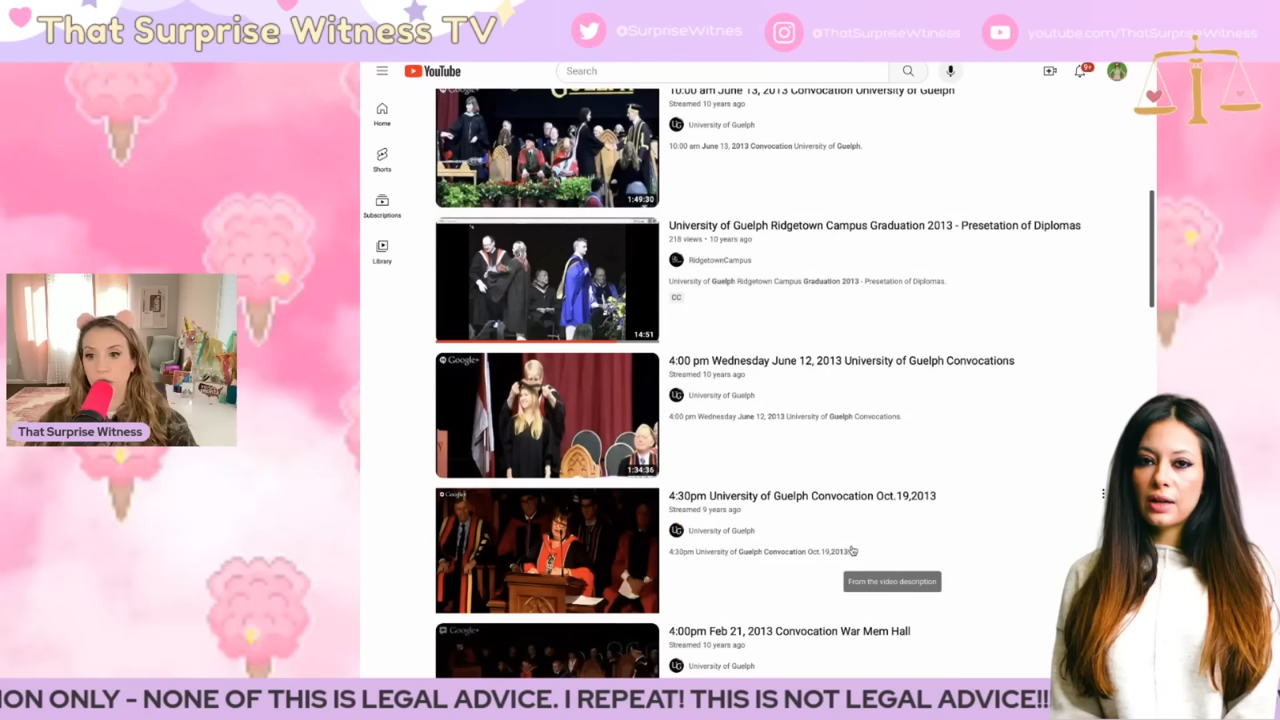 That Surprise Witness TV
@SurpriseWitnes
@ThatSurpriseWtiness
youtube.com/ThatSurpriseWitness
YouTube
Search
9+
Home
Shorts
Subscriptions
Library
10:00 am June 13, 2013 Convocation University of Guelph
Streamed 10 years ago
University of Guelph
10:00 am June 13, 2013 Convocation University of Guelph.
1:49:30
University of Guelph Ridgetown Campus Graduation 2013 - Presetation of Diplomas
218 views • 10 years ago
RidgetownCampus
University of Guelph Ridgetown Campus Graduation 2013 - Presetation of Diplomas.
CC
14:51
Google+
4:00 pm Wednesday June 12, 2013 University of Guelph Convocations
Streamed 10 years ago
University of Guelph
4:00 pm Wednesday June 12, 2013 University of Guelph Convocations.
1:34:36
Google+
4:30pm University of Guelph Convocation Oct.19,2013
Streamed 9 years ago
University of Guelph
4:30pm University of Guelph Convocation Oct.19,2013
From the video description
Google+
4:00pm Feb 21, 2013 Convocation War Mem Hall
Streamed 10 years ago
University of Guelph
That Surprise Witness
ION ONLY - NONE OF THIS IS LEGAL ADVICE. I REPEAT! THIS IS NOT LEGAL ADVICE!!